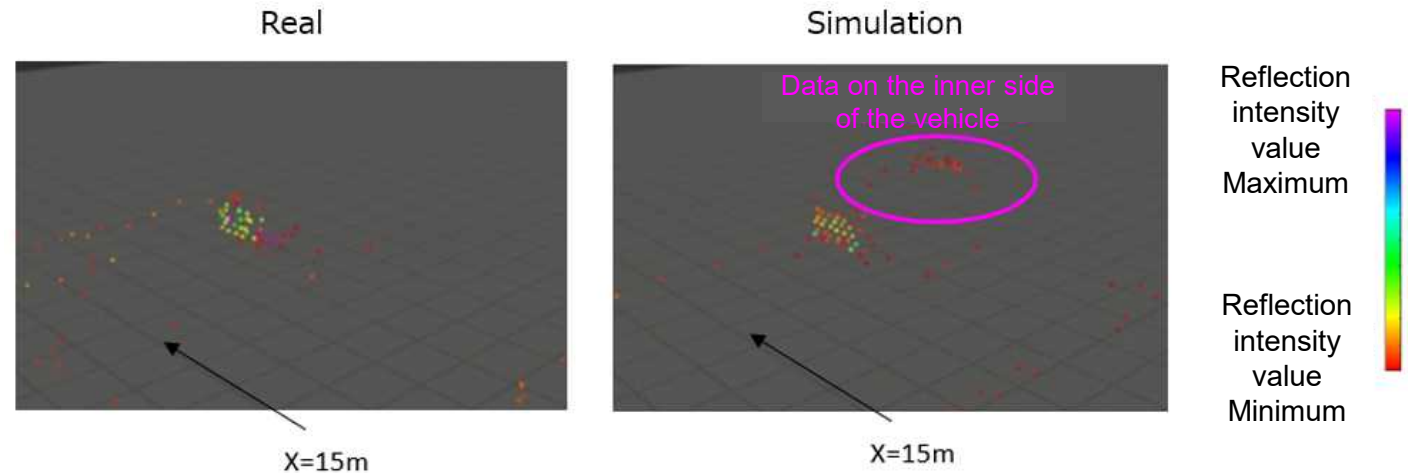 Real
Simulation
Data on the inner side
of the vehicle
Reflection
intensity
value
Maximum
Reflection
intensity
value
Minimum
X=15m
X=15m